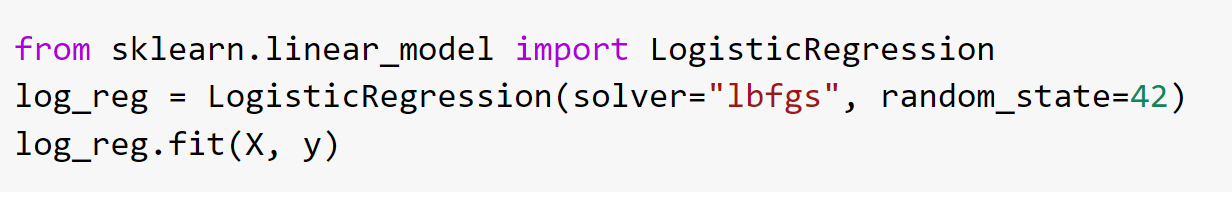 from sklearn.linear_model import LogisticRegression
log_reg = LogisticRegression(solver="lbfgs", random_state=42)
log_reg.fit(X, y)